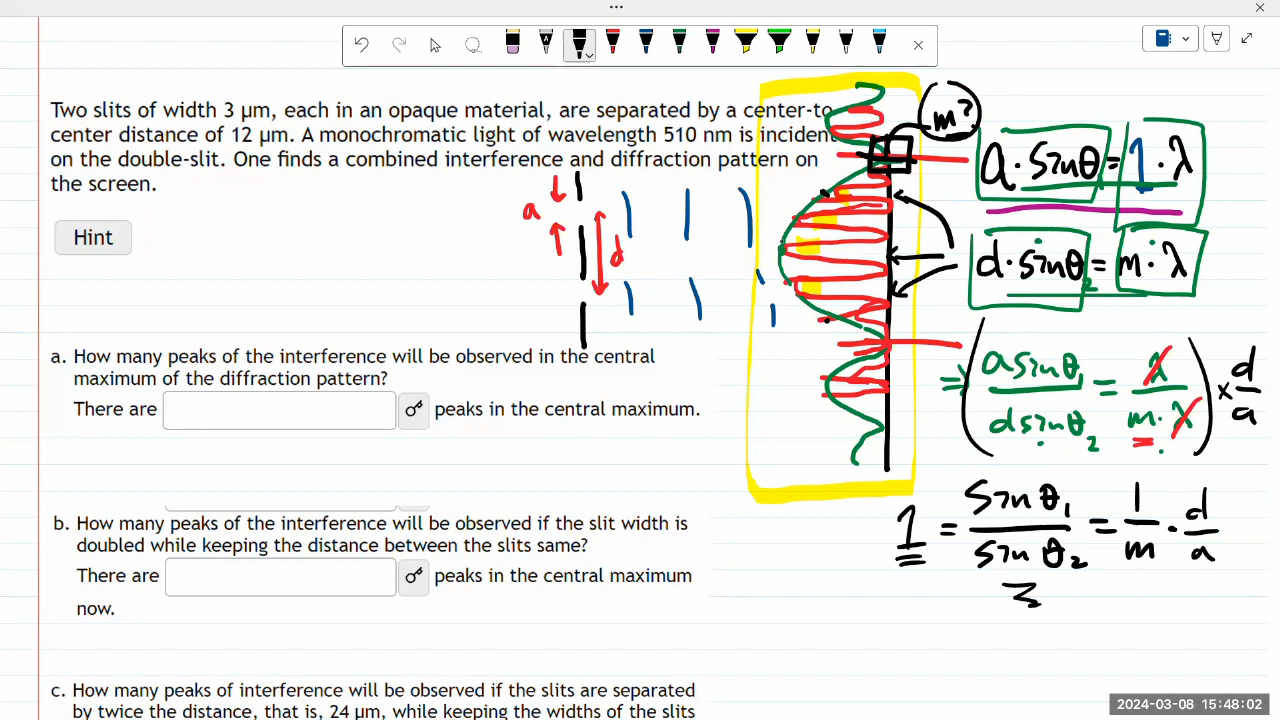 Two slits of width 3 μm, each in an opaque material, are separated by a center-to-
center distance of 12 μm. A monochromatic light of wavelength 510 nm is incident
on the double-slit. One finds a combined interference and diffraction pattern on
the screen.
Hint
a
d
m?
a · sinθ = 1 · λ
d · sinθ₂ = m · λ
a. How many peaks of the interference will be observed in the central
maximum of the diffraction pattern?
There are
peaks in the central maximum.
=> ( a sinθ₁ / d sinθ₂ = λ / m · λ ) × d / a
1 = sin θ₁ / sin θ₂ = 1 / m · d / a
b. How many peaks of the interference will be observed if the slit width is
doubled while keeping the distance between the slits same?
There are
peaks in the central maximum
now.
c. How many peaks of interference will be observed if the slits are separated
by twice the distance, that is, 24 μm, while keeping the widths of the slits
2024-03-08 15:48:02